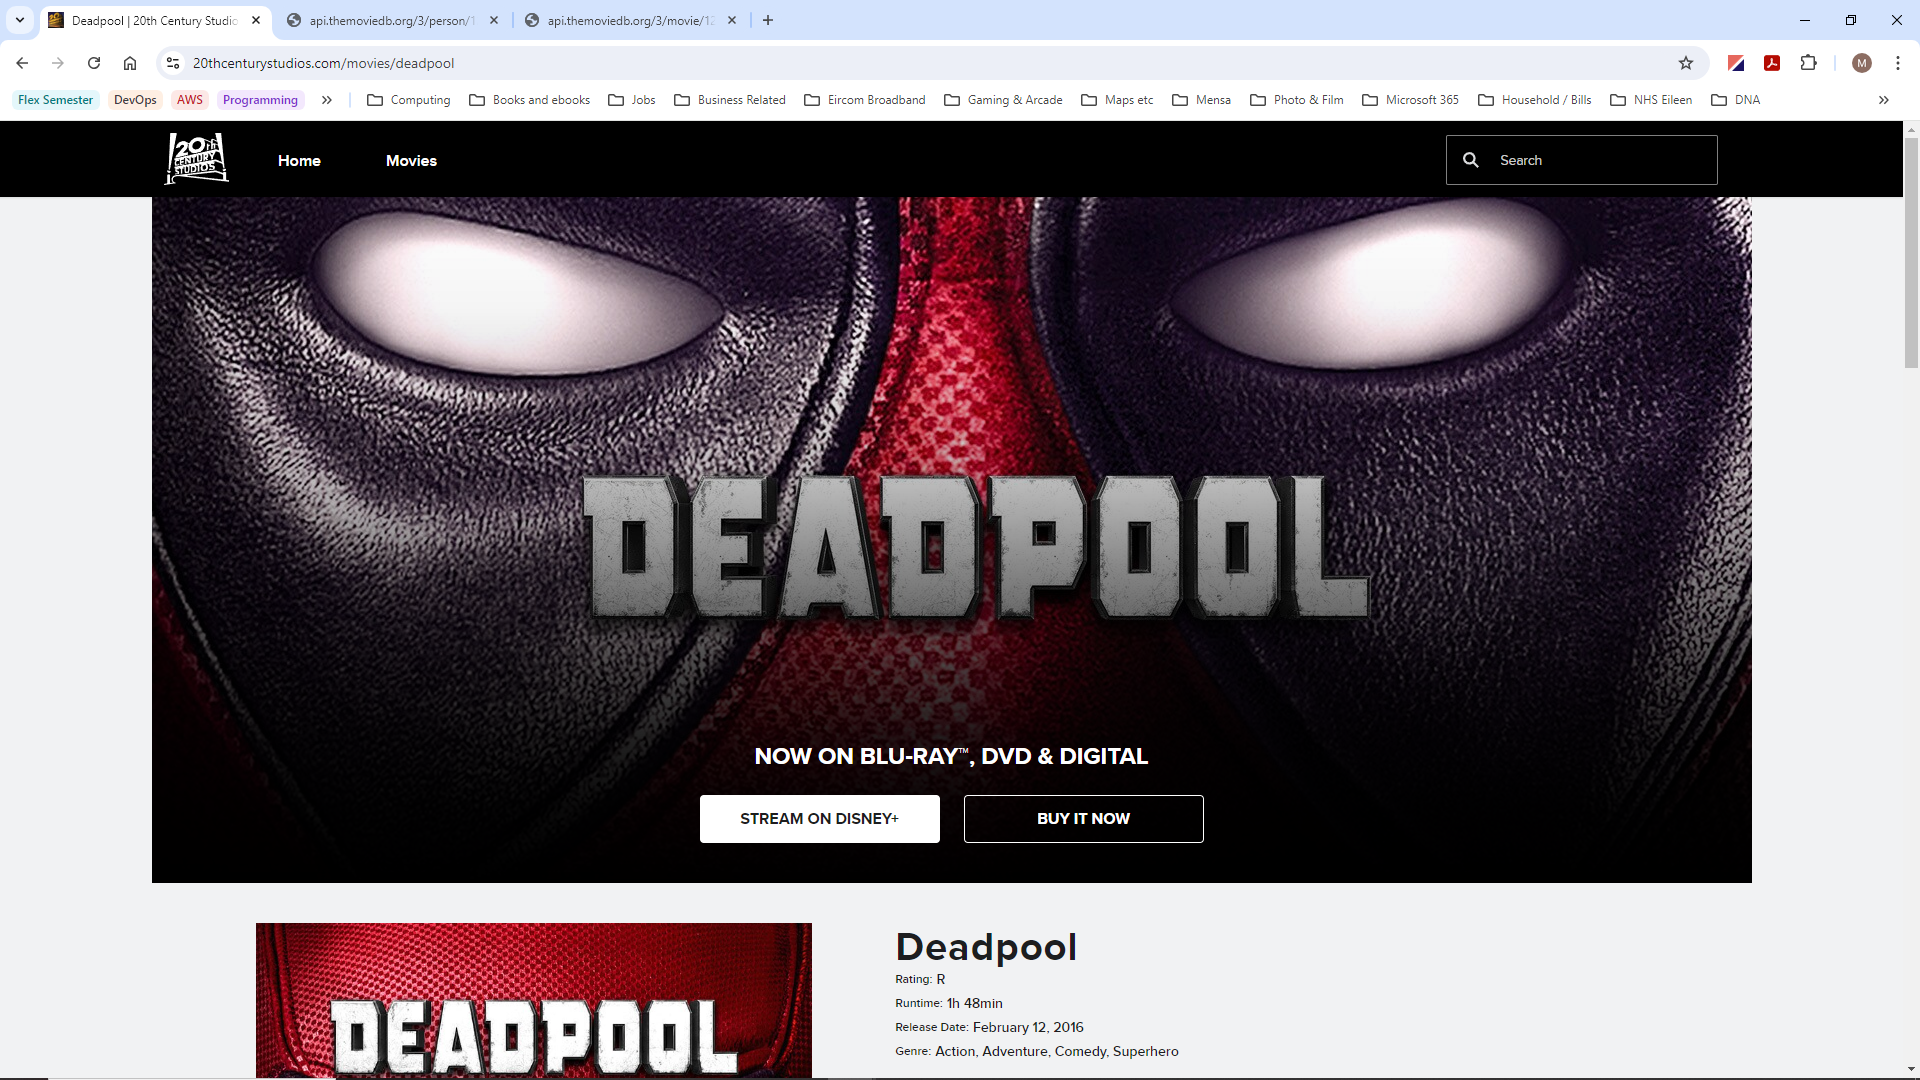 Deadpool | 20th Century Studio
api.themoviedb.org/3/person/1
api.themoviedb.org/3/movie/12
20thcenturystudios.com/movies/deadpool
M
Flex Semester DevOps AWS Programming Computing Books and ebooks Jobs Business Related Eircom Broadband Gaming & Arcade Maps etc Mensa Photo & Film Microsoft 365 Household / Bills NHS Eileen DNA
20th
CENTURY
STUDIOS
Home Movies Search
DEADPOOL
NOW ON BLU-RAY™, DVD & DIGITAL
STREAM ON DISNEY+ BUY IT NOW
DEADPOOL
Deadpool
Rating: R
Runtime: 1h 48min
Release Date: February 12, 2016
Genre: Action, Adventure, Comedy, Superhero